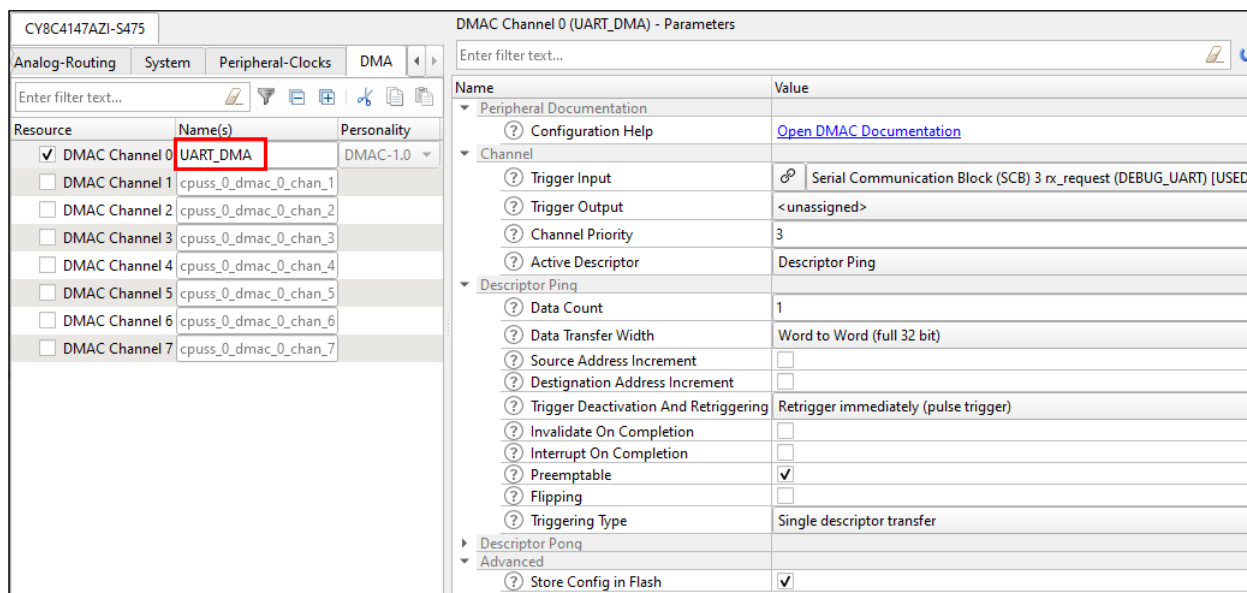 CY8C4147AZI-S475
Analog-Routing System Peripheral-Clocks DMA
Enter filter text...
Resource Name(s) Personality
DMAC Channel 0 UART_DMA DMAC-1.0
DMAC Channel 1 cpuss_0_dmac_0_chan_1
DMAC Channel 2 cpuss_0_dmac_0_chan_2
DMAC Channel 3 cpuss_0_dmac_0_chan_3
DMAC Channel 4 cpuss_0_dmac_0_chan_4
DMAC Channel 5 cpuss_0_dmac_0_chan_5
DMAC Channel 6 cpuss_0_dmac_0_chan_6
DMAC Channel 7 cpuss_0_dmac_0_chan_7
DMAC Channel 0 (UART_DMA) - Parameters
Enter filter text...
Name Value
Peripheral Documentation
? Configuration Help Open DMAC Documentation
Channel
? Trigger Input Serial Communication Block (SCB) 3 rx_request (DEBUG_UART) [USED
? Trigger Output <unassigned>
? Channel Priority 3
? Active Descriptor Descriptor Ping
Descriptor Ping
? Data Count 1
? Data Transfer Width Word to Word (full 32 bit)
? Source Address Increment
? Destignation Address Increment
? Trigger Deactivation And Retriggering Retrigger immediately (pulse trigger)
? Invalidate On Completion
? Interrupt On Completion
? Preemptable
? Flipping
? Triggering Type Single descriptor transfer
Descriptor Pong
Advanced
? Store Config in Flash